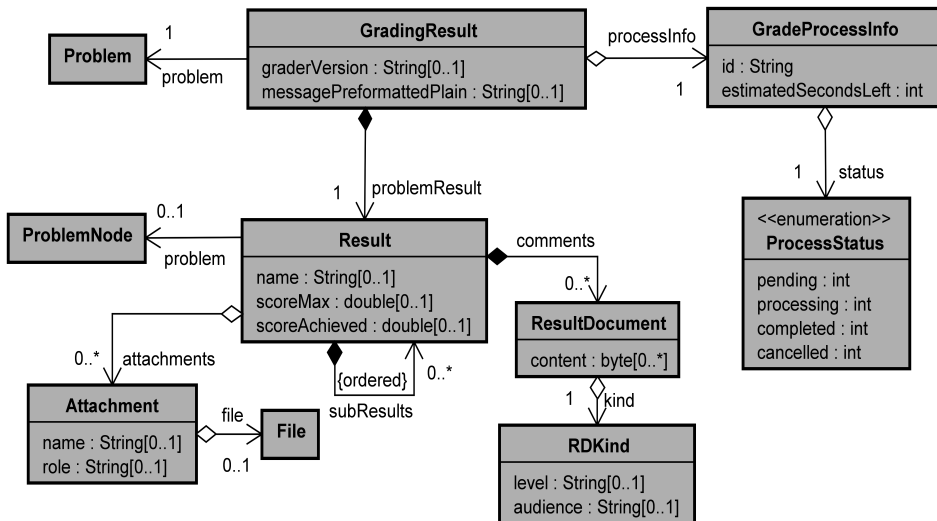 GradingResult
graderVersion : String[0..1]
messagePreformattedPlain : String[0..1]
processInfo
1
GradeProcessInfo
id : String
estimatedSecondsLeft : int
Problem
1
problem
1
problemResult
1
status
<<enumeration>>
ProcessStatus
pending : int
processing : int
completed : int
cancelled : int
ProblemNode
0..1
problem
Result
name : String[0..1]
scoreMax : double[0..1]
scoreAchieved : double[0..1]
comments
0..*
ResultDocument
content : byte[0..*]
0..*
attachments
{ordered}
0..*
subResults
1
kind
Attachment
name : String[0..1]
role : String[0..1]
file
0..1
File
RDKind
level : String[0..1]
audience : String[0..1]